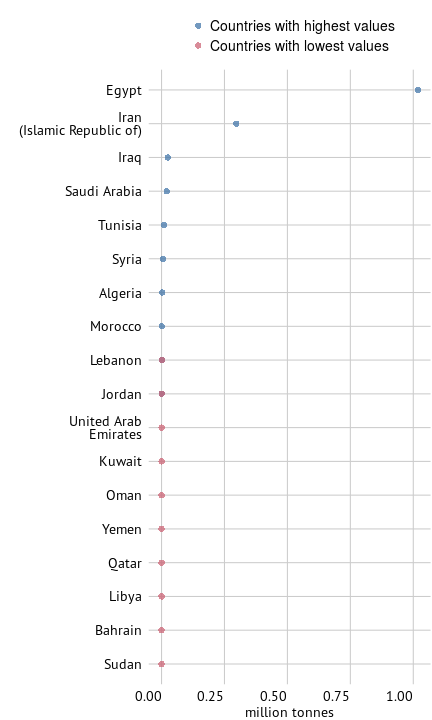 Countries with highest values
Countries with lowest values
Egypt
Iran
(Islamic Republic of)
Iraq
Saudi Arabia
Tunisia
Syria
Algeria
Morocco
Lebanon
Jordan
United Arab
Emirates
Kuwait
Oman
Yemen
Qatar
Libya
Bahrain
Sudan
0.00 0.25 0.50 0.75 1.00
million tonnes